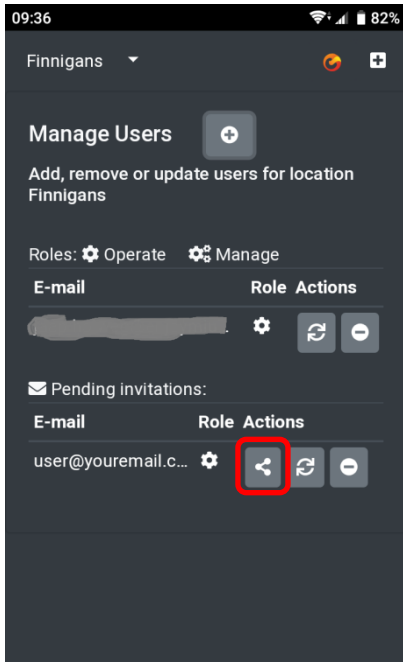 09:36 82%
Finnigans
Manage Users
Add, remove or update users for location
Finnigans
Roles: Operate Manage
E-mail Role Actions
Pending invitations:
E-mail Role Actions
user@youremail.c...